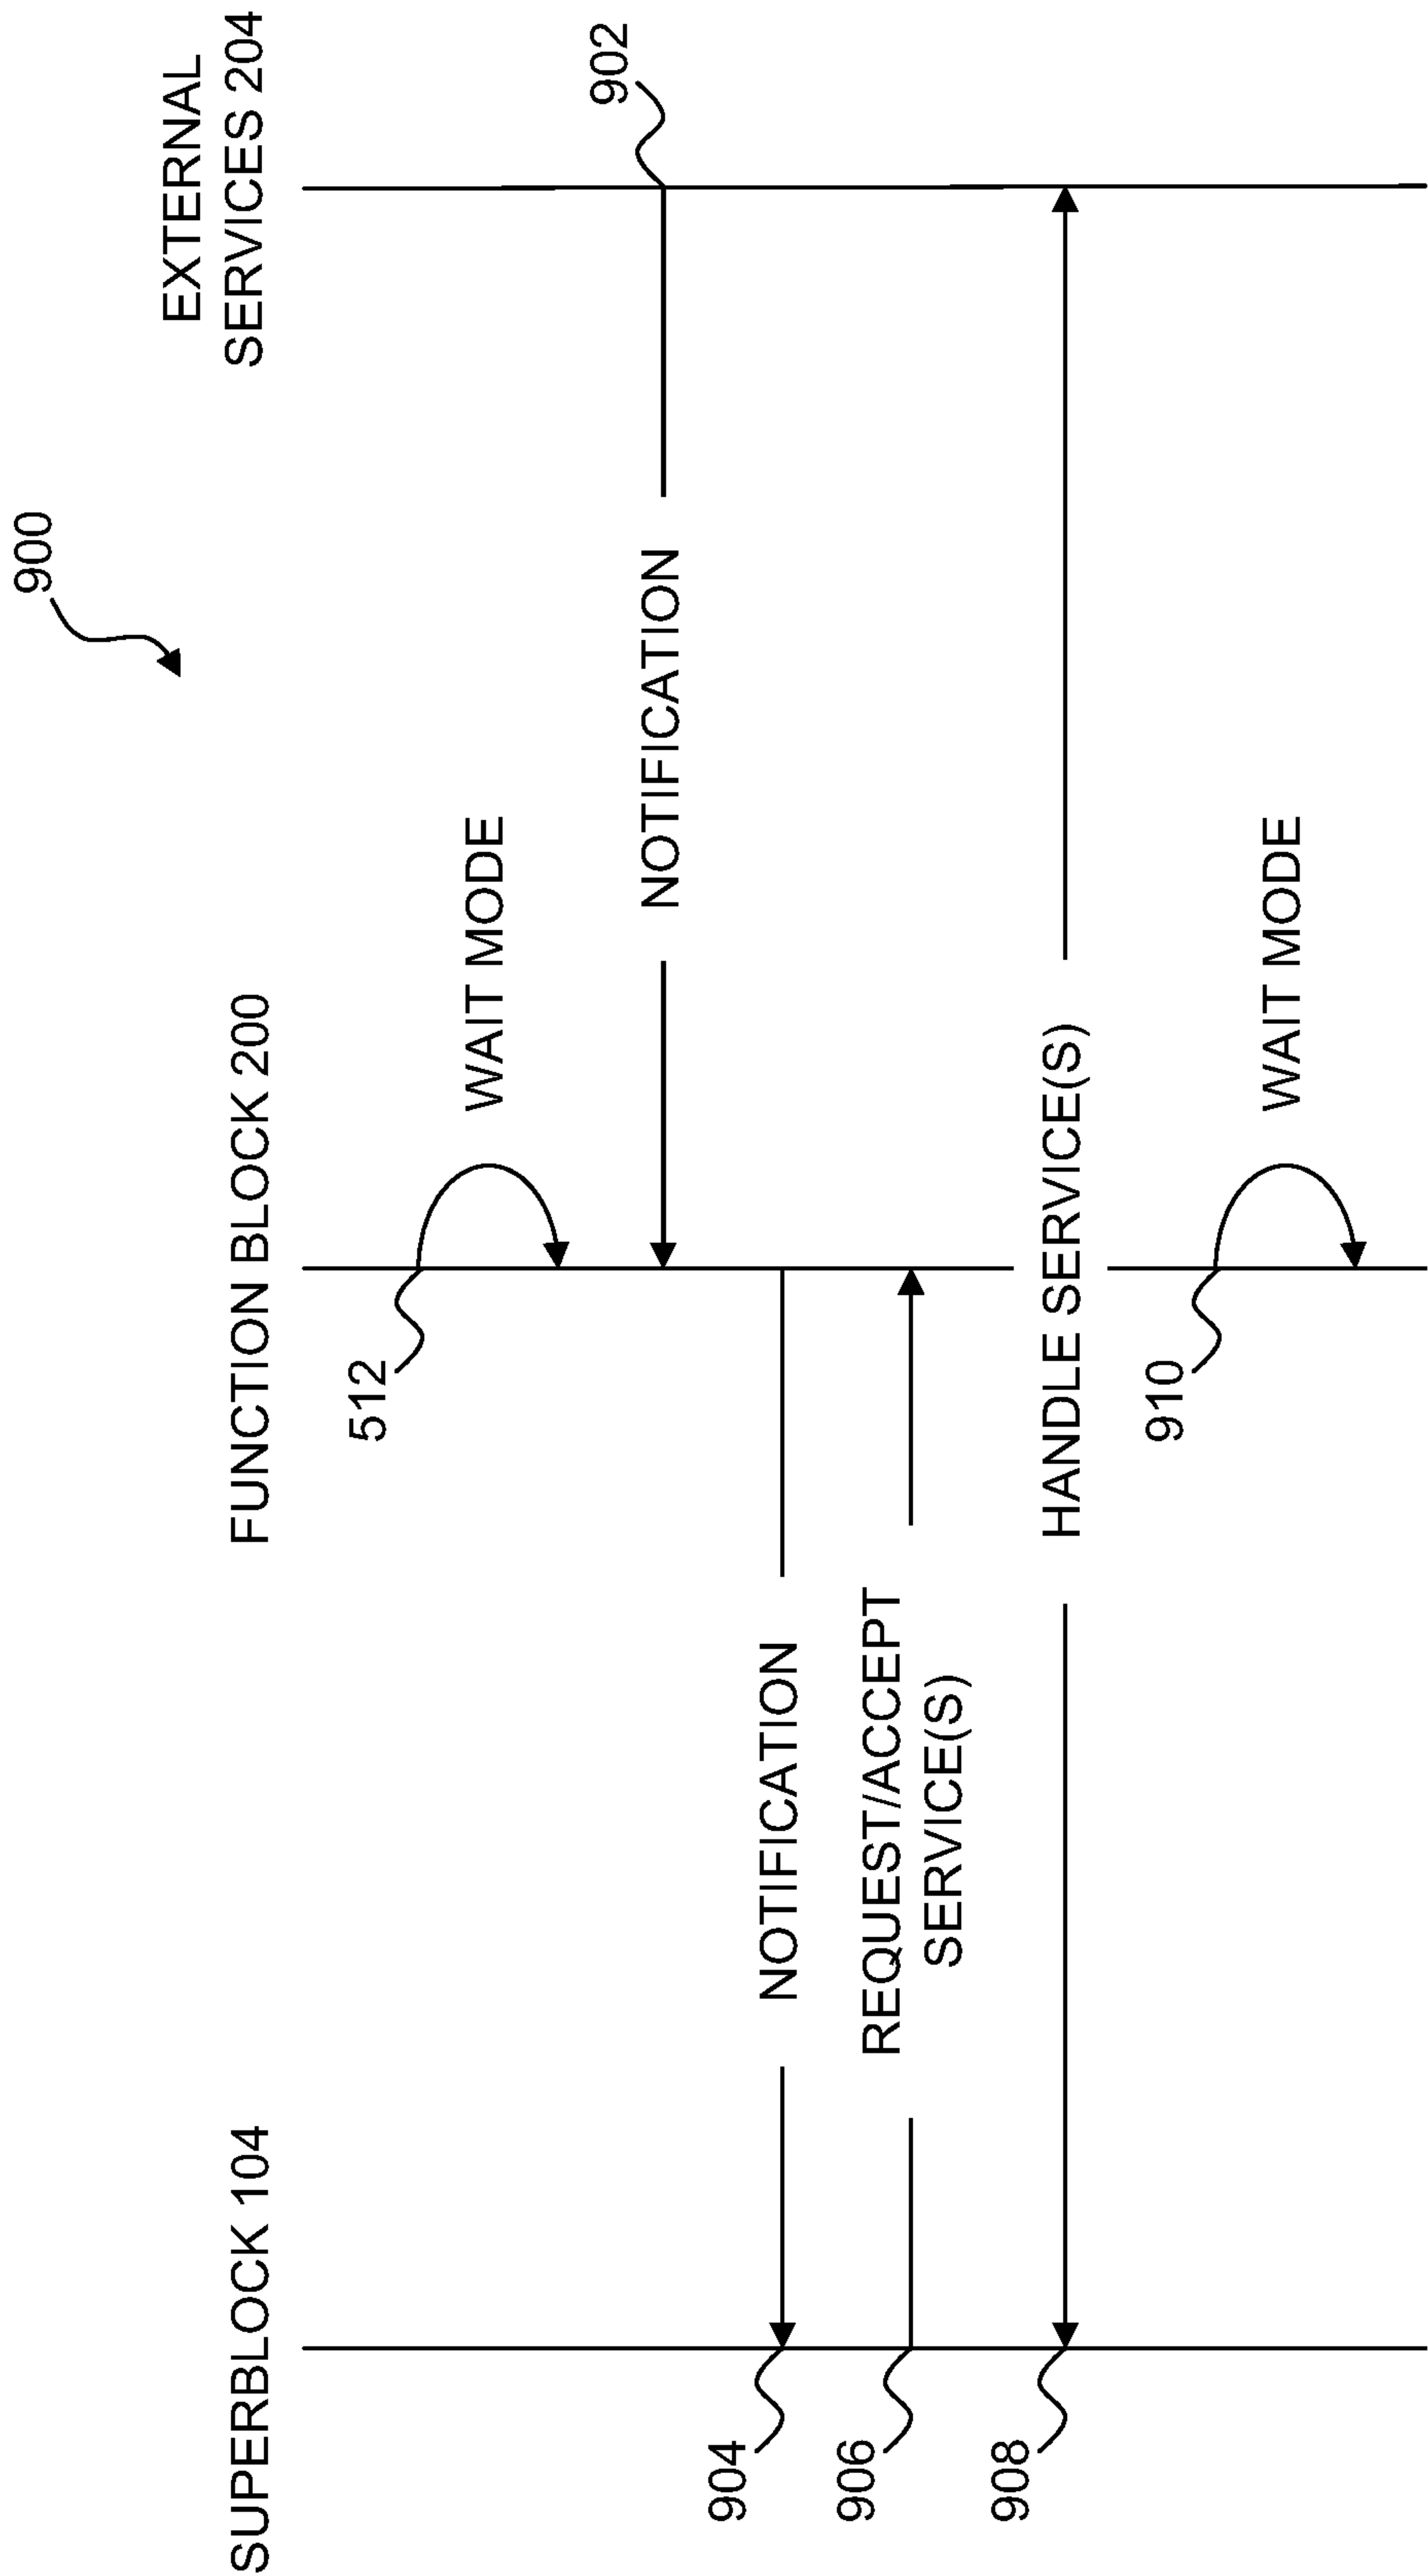 900
SUPERBLOCK 104
FUNCTION BLOCK 200
EXTERNAL
SERVICES 204
512
WAIT MODE
902
NOTIFICATION
904
NOTIFICATION
906
REQUEST/ACCEPT
SERVICE(S)
908
HANDLE SERVICE(S)
910
WAIT MODE